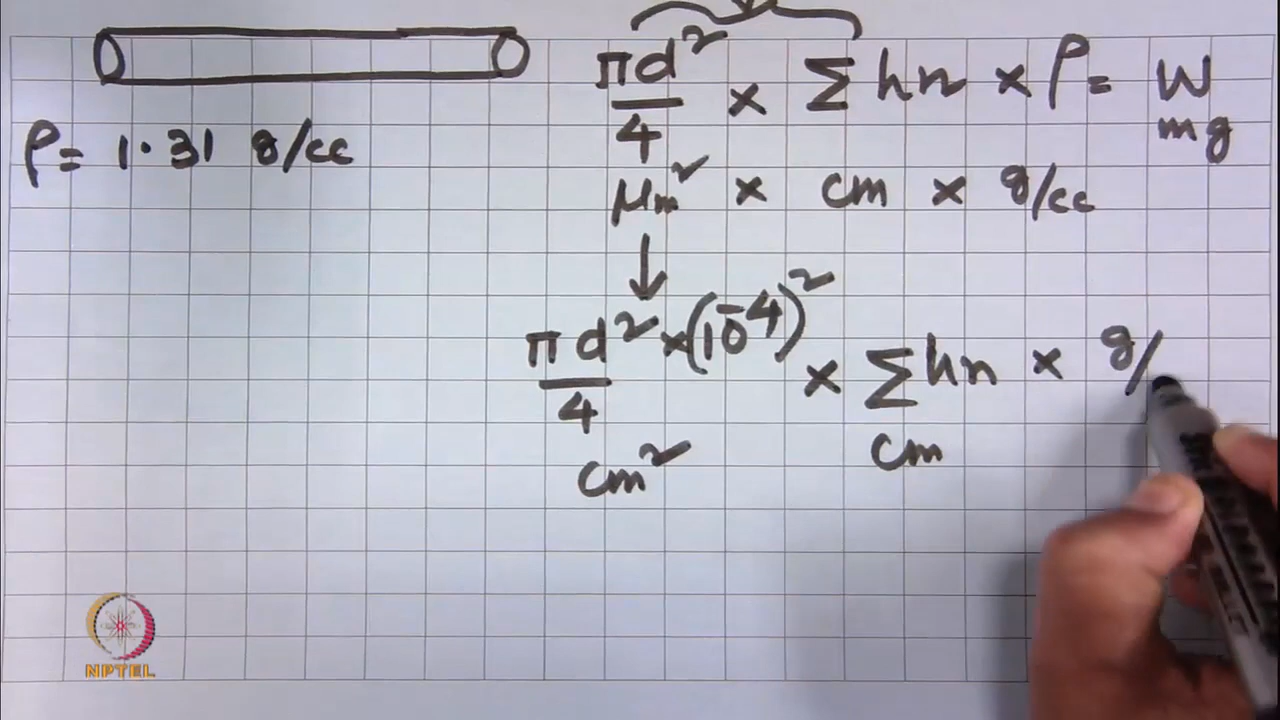 πd²/4 × Σhn × ρ = W
mg
ρ = 1.31 g/cc
μm² × cm × g/cc
↓
πd²/4 × (10⁻⁴)² × Σhn × g/
cm² cm
NPTEL